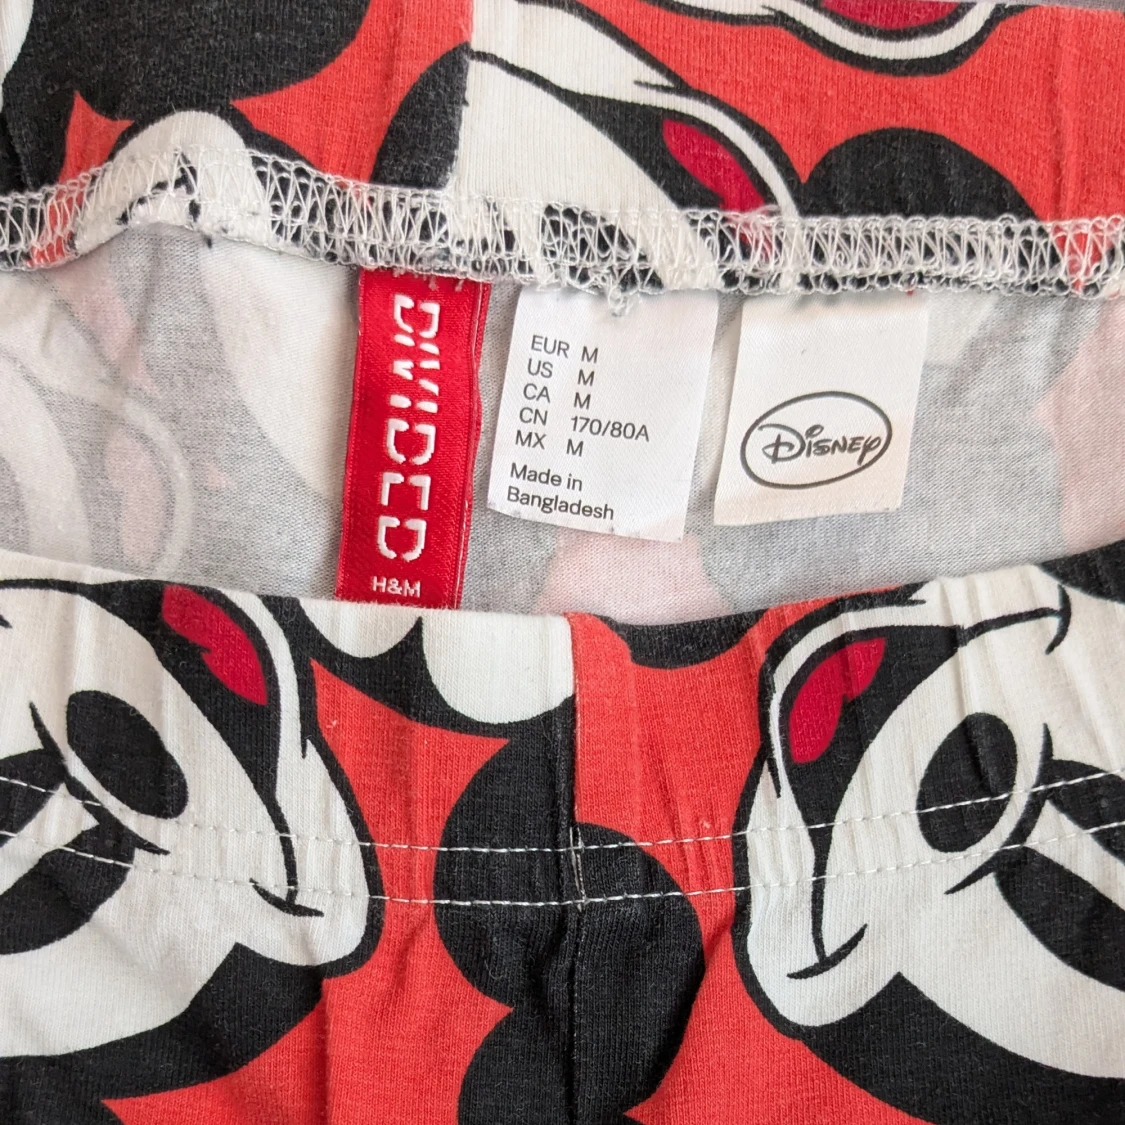 DIVIDED
H&M
EUR M
US M
CA M
CN 170/80A
MX M
Made in
Bangladesh
Disney